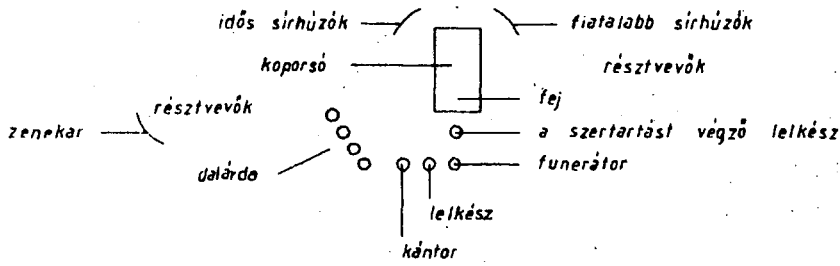 idős sírhúzók
fiatalabb sírhúzók
koporsó
résztvevők
fej
résztvevők
zenekar
a szertartást végző lelkész
dalárda
funerátor
lelkész
kántor